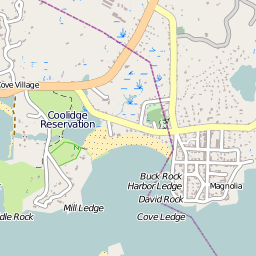 Cove Village
Coolidge
Reservation
Buck Rock
Harbor Ledge
Magnolia
David Rock
Mill Ledge
dle Rock
Cove Ledge